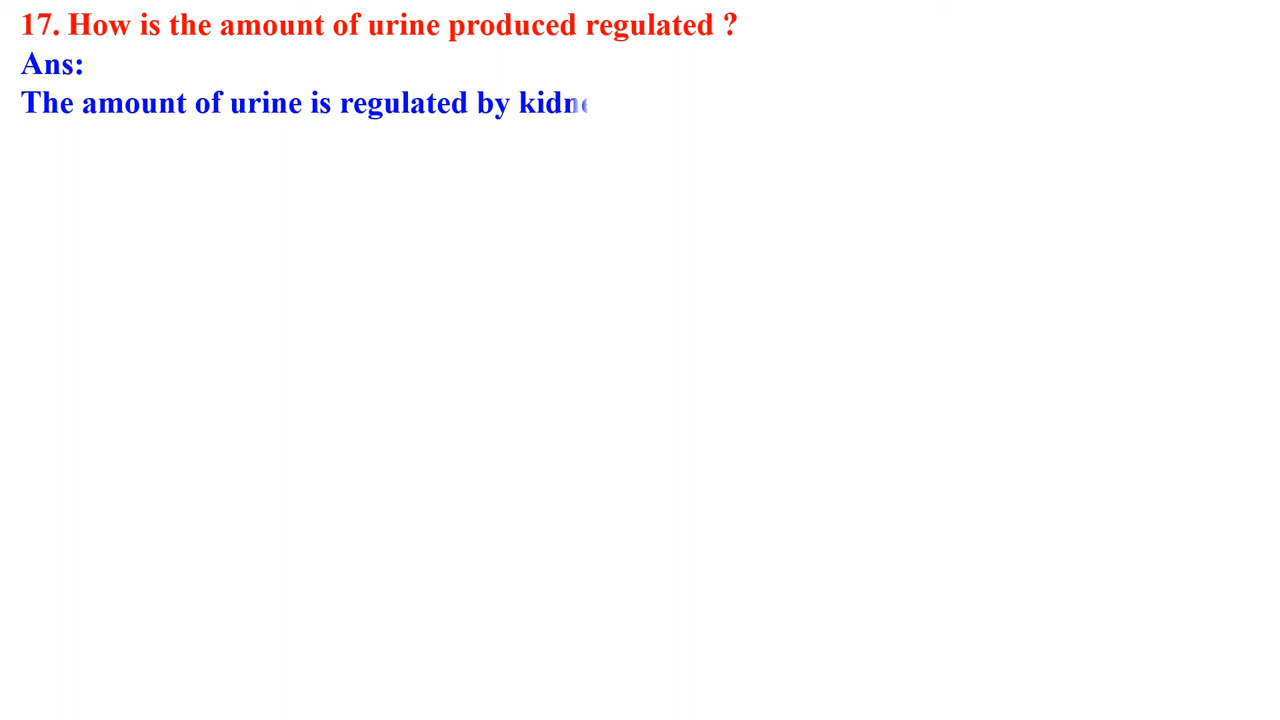 17. How is the amount of urine produced regulated ?
Ans:
The amount of urine is regulated by